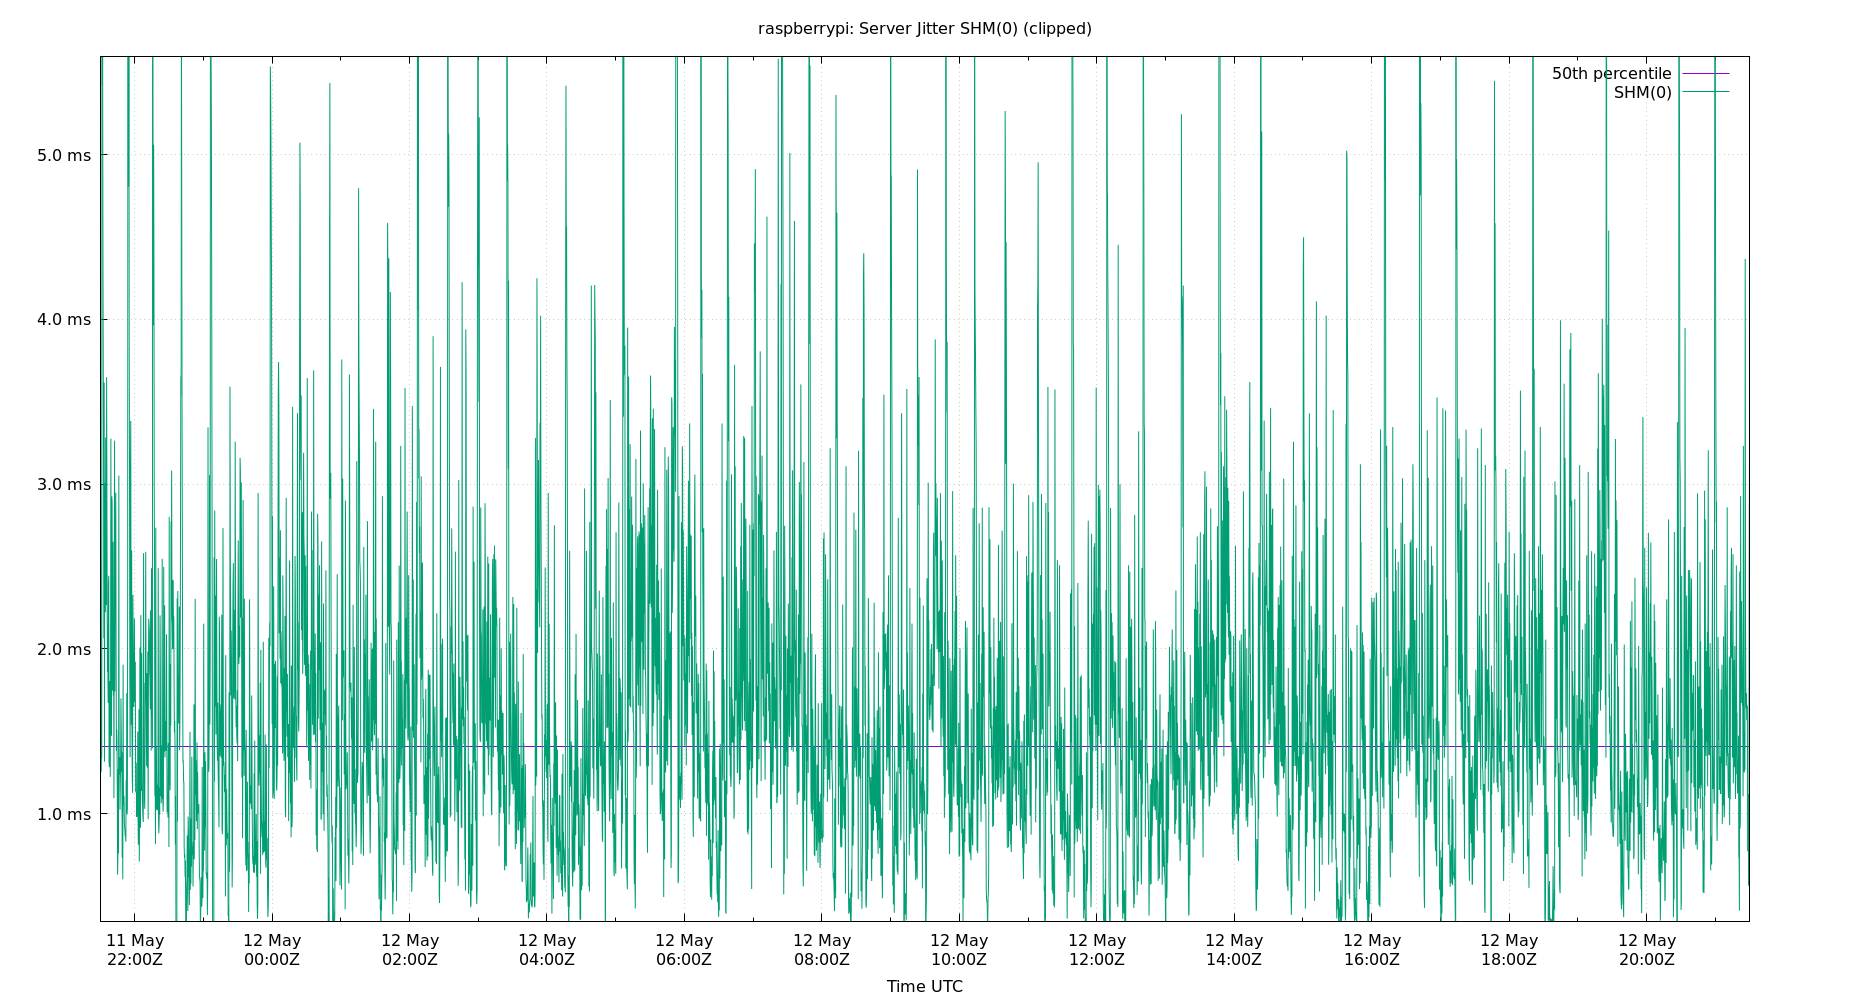 raspberrypi: Server Jitter SHM(0) (clipped)
50th percentile
SHM(0)
5.0 ms
4.0 ms
3.0 ms
2.0 ms
1.0 ms
11 May 12 May 12 May 12 May 12 May 12 May 12 May 12 May 12 May 12 May 12 May 12 May
22:00Z 00:00Z 02:00Z 04:00Z 06:00Z 08:00Z 10:00Z 12:00Z 14:00Z 16:00Z 18:00Z 20:00Z
Time UTC